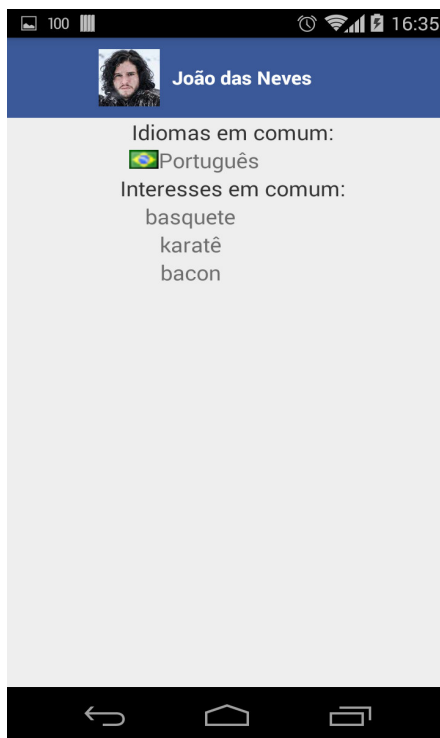 100 16:35
João das Neves
Idiomas em comum:
Português
Interesses em comum:
basquete
karatê
bacon